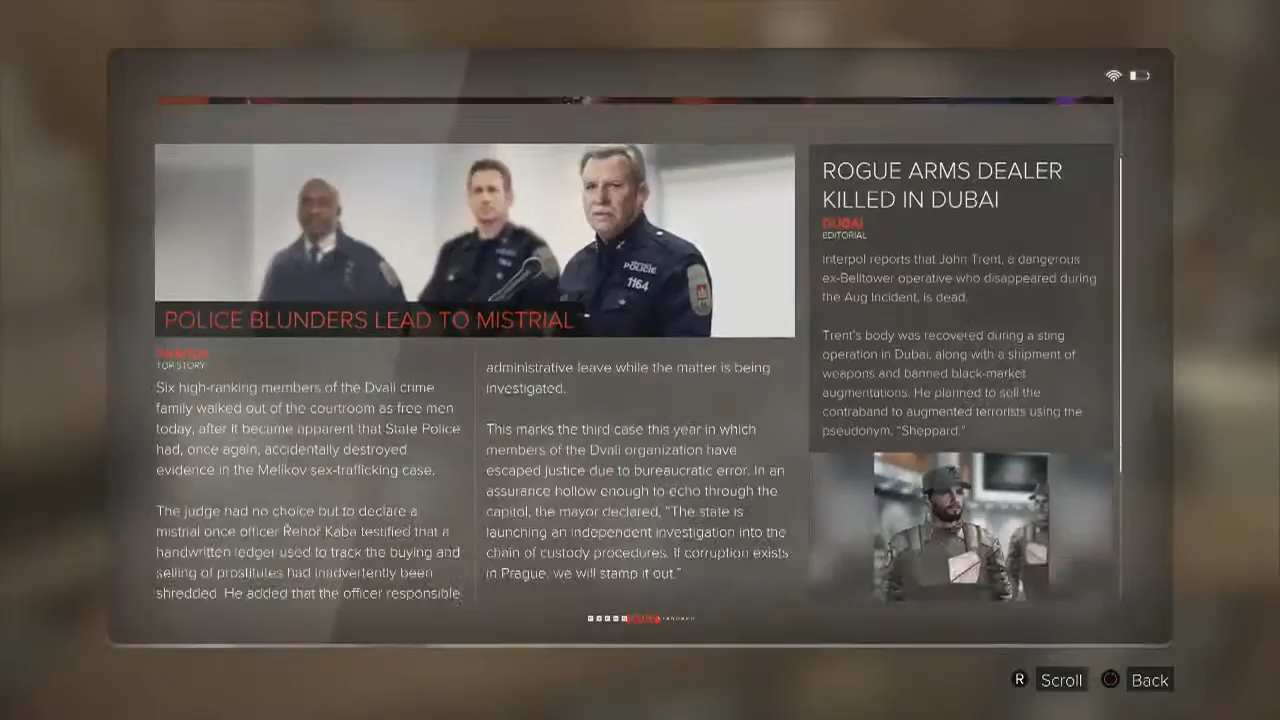 POLICIE
1164
POLICE BLUNDERS LEAD TO MISTRIAL
TOP STORY
Six high-ranking members of the Dvali crime
family walked out of the courtroom as free men
today, after it became apparent that State Police
had, once again, accidentally destroyed
evidence in the Melikov sex-trafficking case.
The judge had no choice but to declare a
mistrial once officer Řehoř Kaba testified that a
handwritten ledger used to track the buying and
selling of prostitutes had inadvertently been
shredded. He added that the officer responsible
administrative leave while the matter is being
investigated.
This marks the third case this year in which
members of the Dvali organization have
escaped justice due to bureaucratic error. In an
assurance hollow enough to echo through the
capitol, the mayor declared, "The state is
launching an independent investigation into the
chain of custody procedures. If corruption exists
in Prague, we will stamp it out."
ROGUE ARMS DEALER
KILLED IN DUBAI
DUBAI
EDITORIAL
Interpol reports that John Trent, a dangerous
ex-Belltower operative who disappeared during
the Aug Incident, is dead.
Trent's body was recovered during a sting
operation in Dubai, along with a shipment of
weapons and banned black-market
augmentations. He planned to sell the
contraband to augmented terrorists using the
pseudonym, "Sheppard."
STANDARD
R Scroll
Back